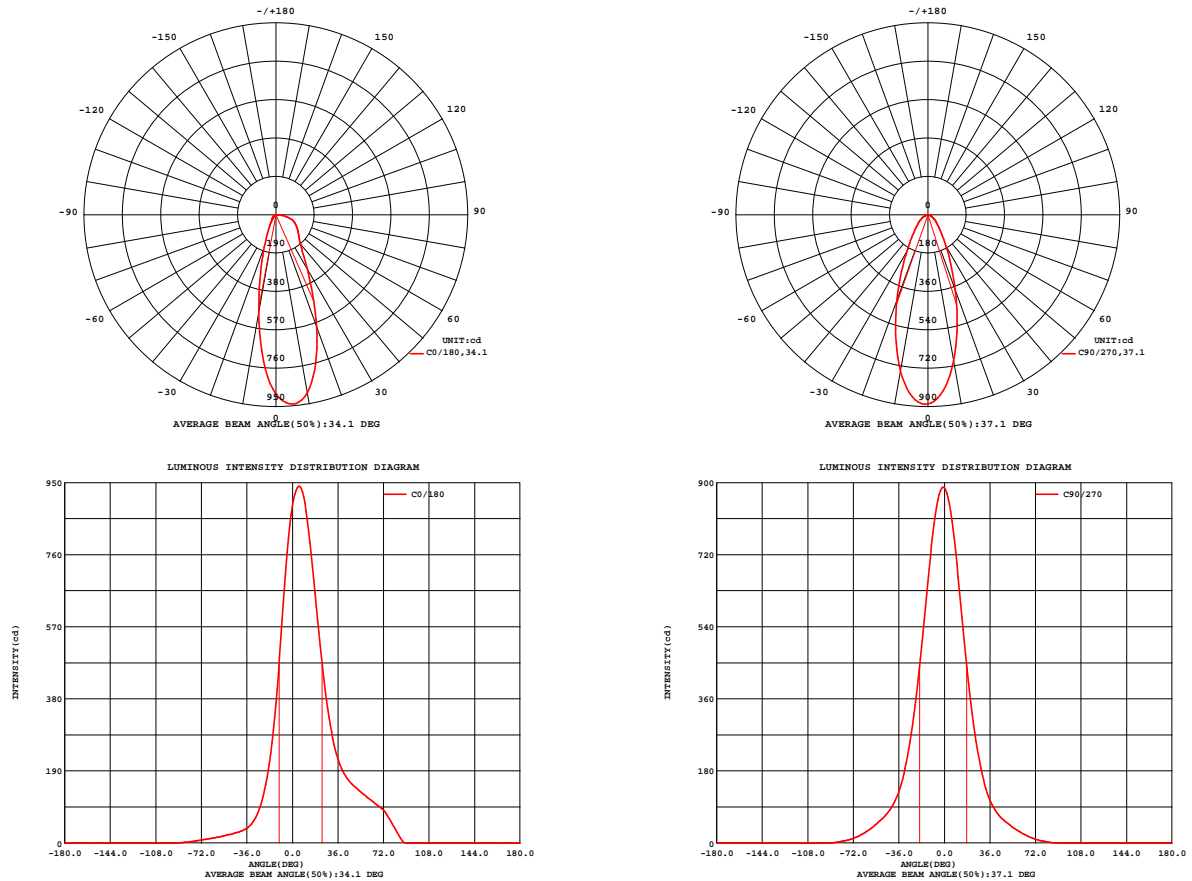 -/+180
-150
150
-120
120
-90
90
-60
60
-30
30
0
190
380
570
760
950
0
UNIT:cd
C0/180,34.1
AVERAGE BEAM ANGLE(50%):34.1 DEG
-/+180
-150
150
-120
120
-90
90
-60
60
-30
30
0
180
360
540
720
900
0
UNIT:cd
C90/270,37.1
AVERAGE BEAM ANGLE(50%):37.1 DEG
LUMINOUS INTENSITY DISTRIBUTION DIAGRAM
C0/180
INTENSITY(cd)
950
760
570
380
190
0
-180.0 -144.0 -108.0 -72.0 -36.0 0.0 36.0 72.0 108.0 144.0 180.0
ANGLE(DEG)
AVERAGE BEAM ANGLE(50%):34.1 DEG
LUMINOUS INTENSITY DISTRIBUTION DIAGRAM
C90/270
INTENSITY(cd)
900
720
540
360
180
0
-180.0 -144.0 -108.0 -72.0 -36.0 0.0 36.0 72.0 108.0 144.0 180.0
ANGLE(DEG)
AVERAGE BEAM ANGLE(50%):37.1 DEG